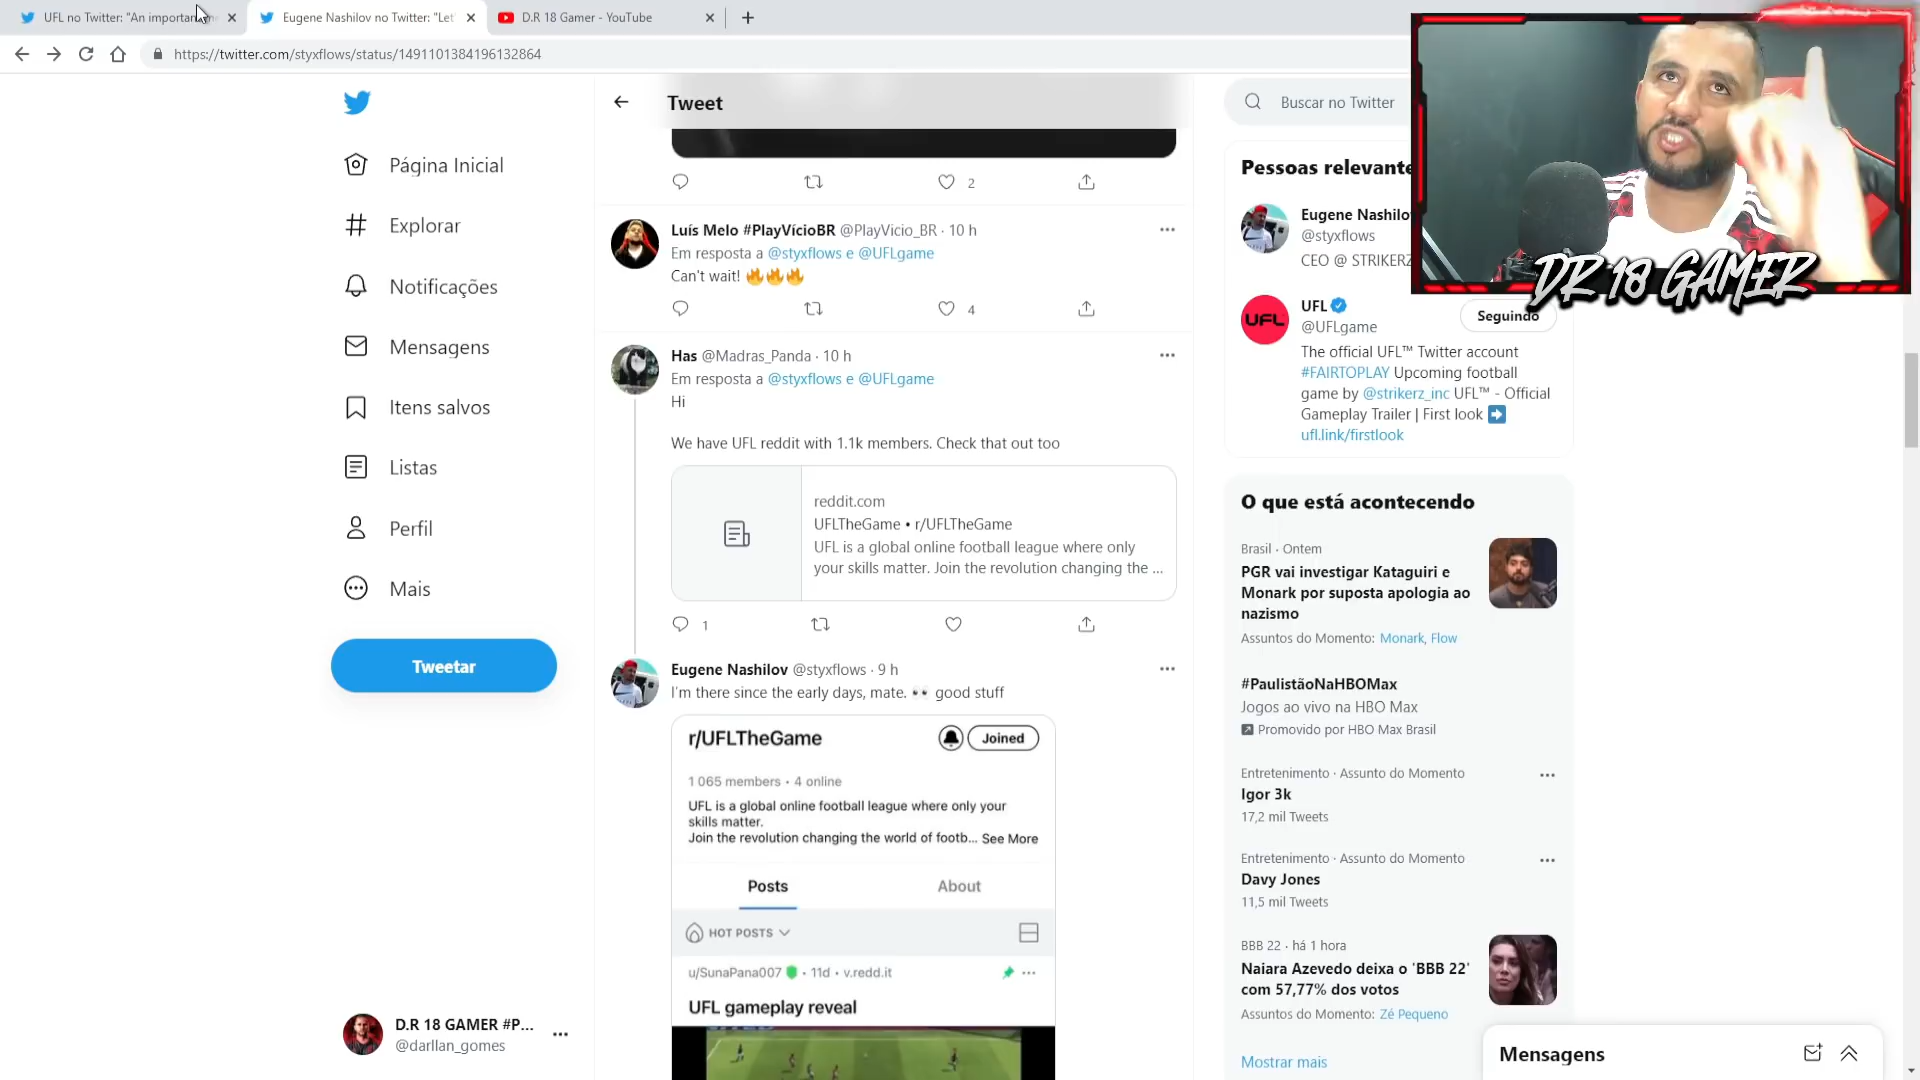 UFL no Twitter: "An important
Eugene Nashilov no Twitter: "Let'
D.R 18 Gamer - YouTube
https://twitter.com/styxflows/status/1491101384196132864
Página Inicial
Explorar
Notificações
Mensagens
Itens salvos
Listas
Perfil
Mais
Tweetar
D.R 18 GAMER #P...
@darllan_gomes
Tweet
2
Luís Melo #PlayVícioBR @PlayVicio_BR · 10 h
Em resposta a @styxflows e @UFLgame
Can't wait! 🔥🔥🔥
4
Has @Madras_Panda · 10 h
Em resposta a @styxflows e @UFLgame
Hi
We have UFL reddit with 1.1k members. Check that out too
reddit.com
UFLTheGame • r/UFLTheGame
UFL is a global online football league where only
your skills matter. Join the revolution changing the ...
1
Eugene Nashilov @styxflows · 9 h
I'm there since the early days, mate. 👀 good stuff
r/UFLTheGame
Joined
1 065 members • 4 online
UFL is a global online football league where only your
skills matter.
Join the revolution changing the world of footb... See More
Posts
About
HOT POSTS
u/SunaPana007 • 11d • v.redd.it
UFL gameplay reveal
Buscar no Twitter
Pessoas relevante
Eugene Nashilo
@styxflows
CEO @ STRIKERZ
UFL
@UFLgame
Seguindo
The official UFL™ Twitter account
#FAIRTOPLAY Upcoming football
game by @strikerz_inc UFL™ - Official
Gameplay Trailer | First look ➡
ufl.link/firstlook
UFL
DR 18 GAMER
O que está acontecendo
Brasil · Ontem
PGR vai investigar Kataguiri e
Monark por suposta apologia ao
nazismo
Assuntos do Momento: Monark, Flow
#PaulistãoNaHBOMax
Jogos ao vivo na HBO Max
Promovido por HBO Max Brasil
Entretenimento · Assunto do Momento
Igor 3k
17,2 mil Tweets
Entretenimento · Assunto do Momento
Davy Jones
11,5 mil Tweets
BBB 22 · há 1 hora
Naiara Azevedo deixa o 'BBB 22'
com 57,77% dos votos
Assuntos do Momento: Zé Pequeno
Mostrar mais
Mensagens